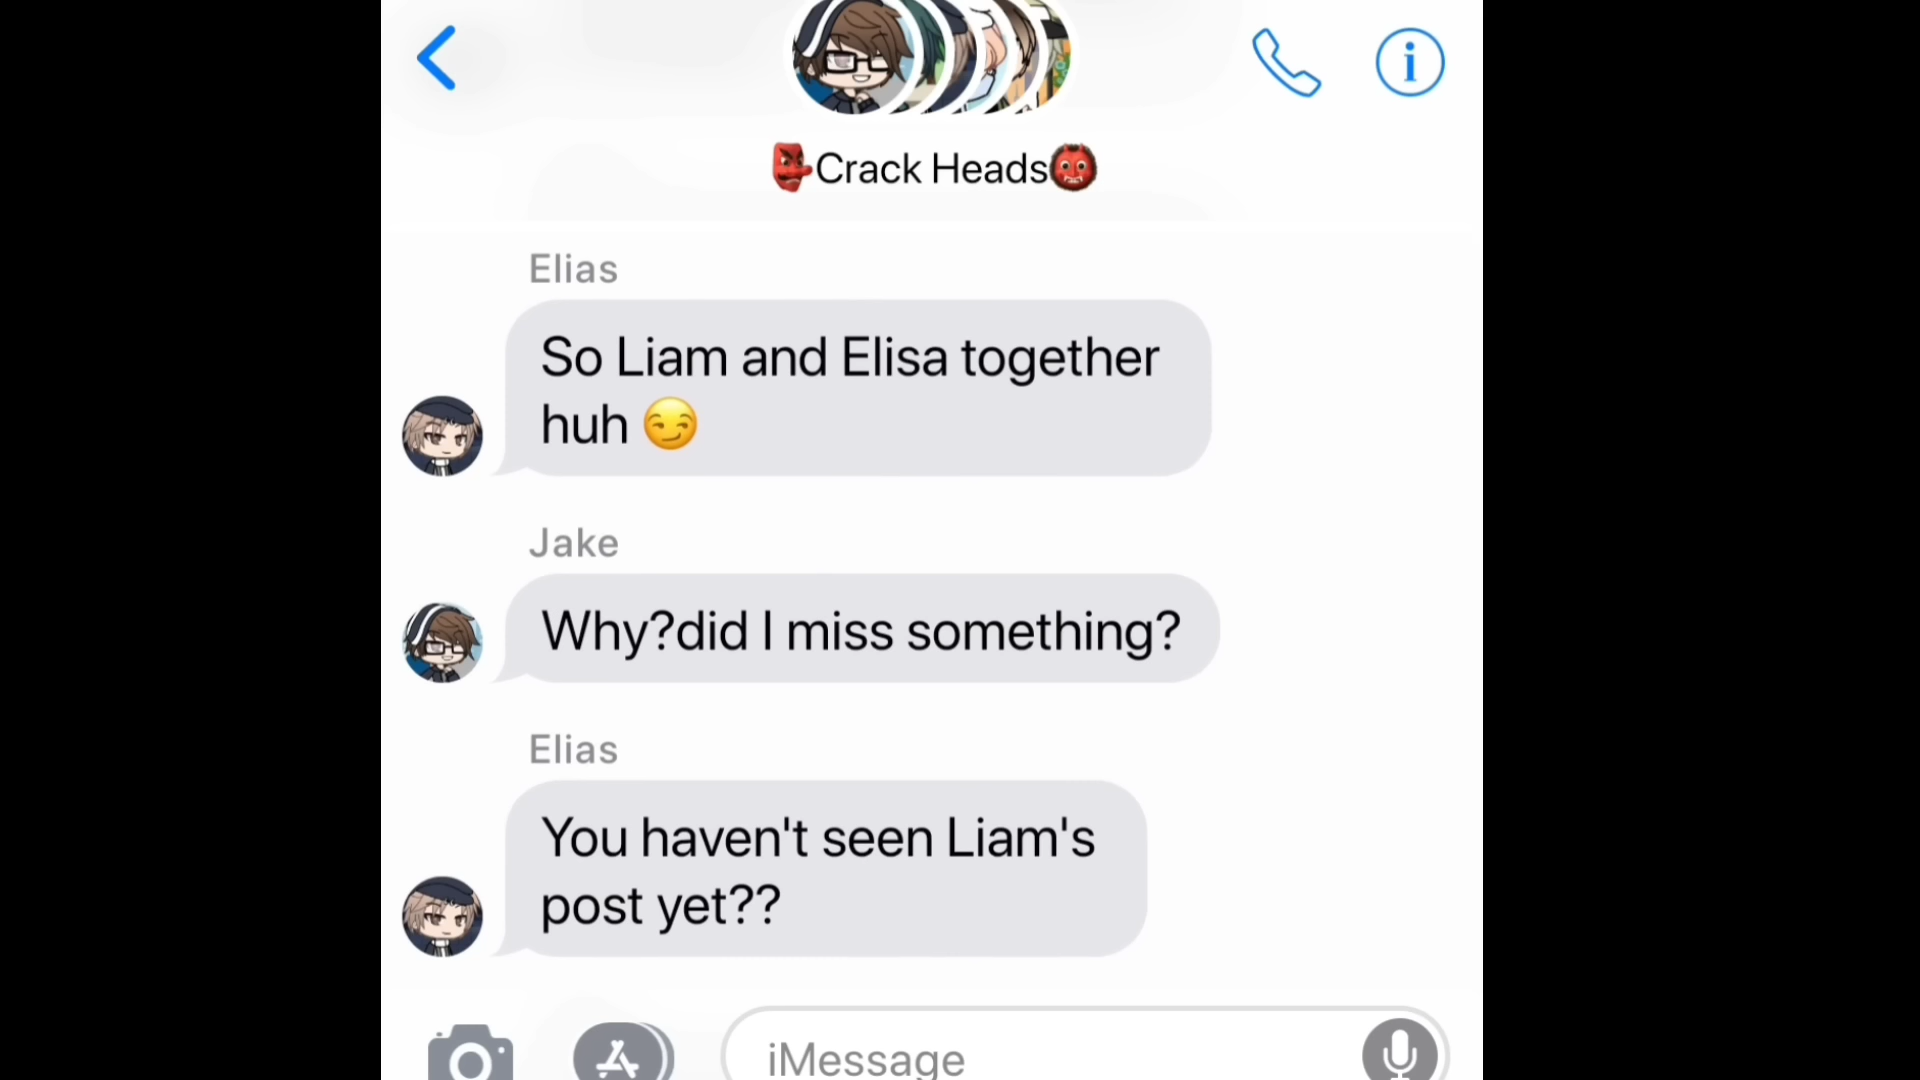 👺Crack Heads👹
Elias
So Liam and Elisa together
huh 😏
Jake
Why?did I miss something?
Elias
You haven't seen Liam's
post yet??
iMessage